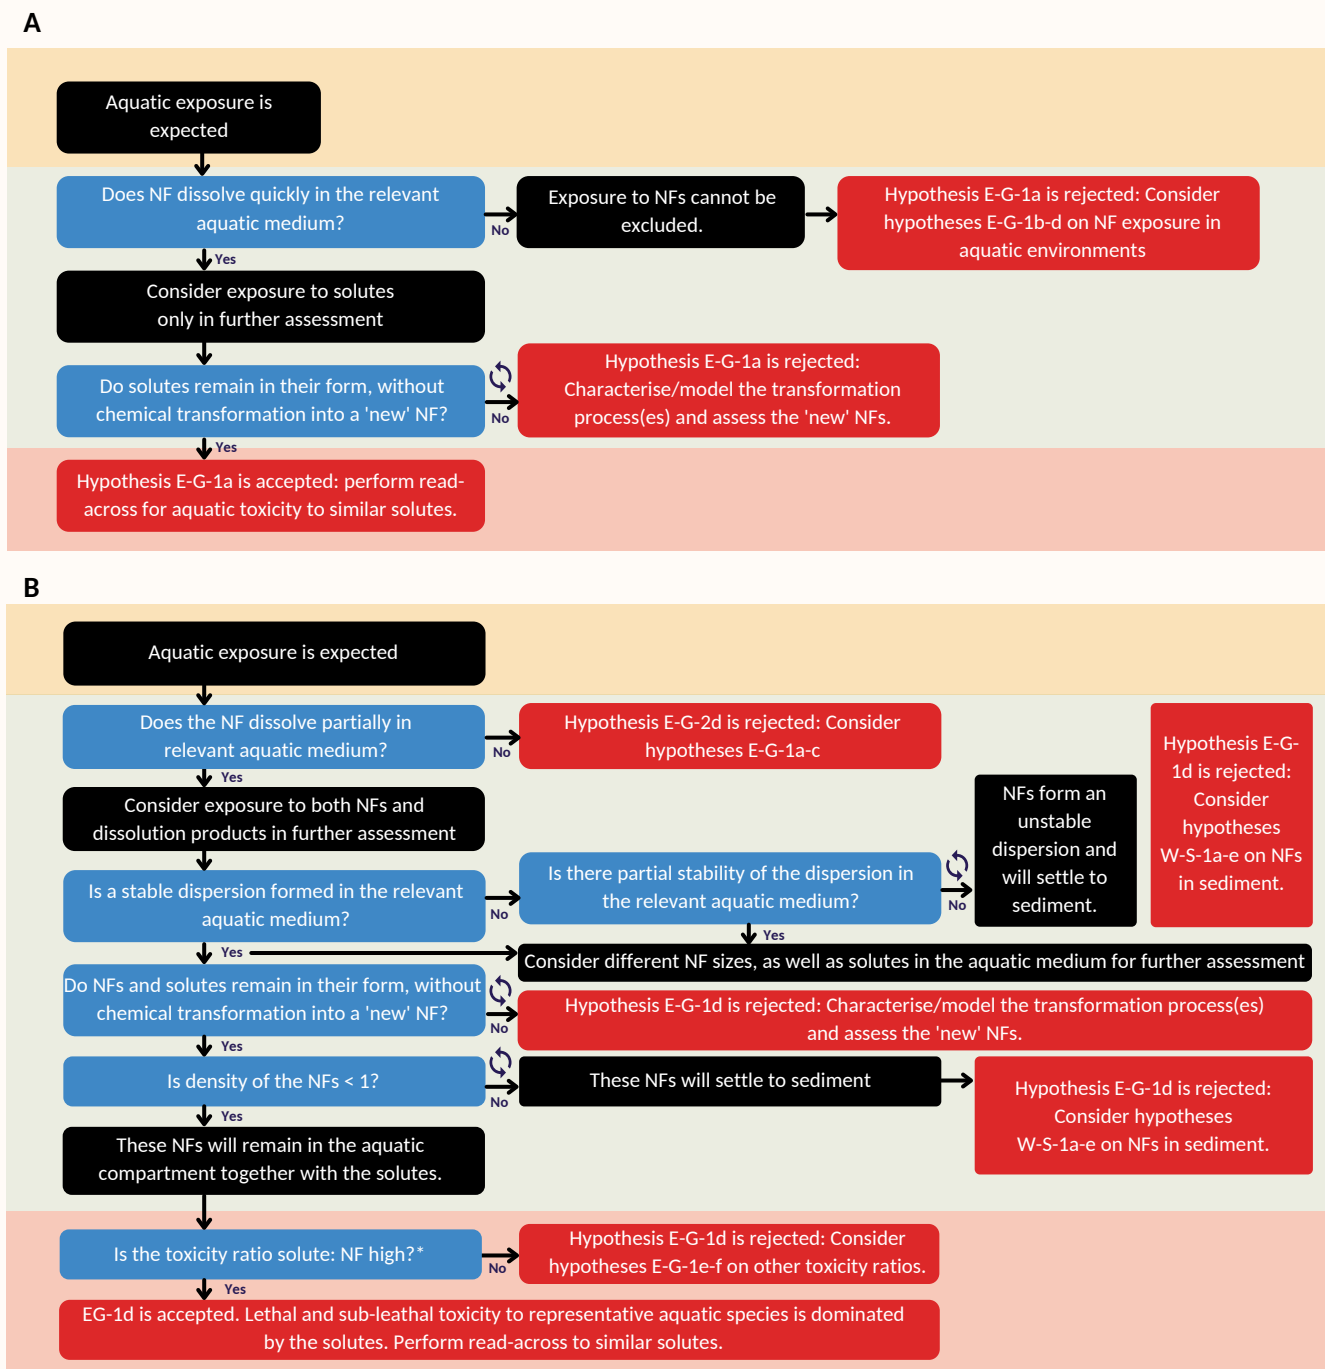 A
Aquatic exposure is
expected
Does NF dissolve quickly in the relevant
aquatic medium?
No
Exposure to NFs cannot be
excluded.
Hypothesis E-G-1a is rejected: Consider
hypotheses E-G-1b-d on NF exposure in
aquatic environments
Yes
Consider exposure to solutes
only in further assessment
Do solutes remain in their form, without
chemical transformation into a 'new' NF?
No
Hypothesis E-G-1a is rejected:
Characterise/model the transformation
process(es) and assess the 'new' NFs.
Yes
Hypothesis E-G-1a is accepted: perform read-
across for aquatic toxicity to similar solutes.
B
Aquatic exposure is expected
Does the NF dissolve partially in
relevant aquatic medium?
No
Hypothesis E-G-2d is rejected: Consider
hypotheses E-G-1a-c
Yes
Consider exposure to both NFs and
dissolution products in further assessment
Is a stable dispersion formed in the relevant
aquatic medium?
No
Is there partial stability of the dispersion in
the relevant aquatic medium?
No
NFs form an
unstable
dispersion and
will settle to
sediment.
Hypothesis E-G-
1d is rejected:
Consider
hypotheses
W-S-1a-e on NFs
in sediment.
Yes
Yes
Consider different NF sizes, as well as solutes in the aquatic medium for further assessment
Do NFs and solutes remain in their form, without
chemical transformation into a 'new' NF?
No
Hypothesis E-G-1d is rejected: Characterise/model the transformation process(es)
and assess the 'new' NFs.
Yes
Is density of the NFs < 1?
No
These NFs will settle to sediment
Hypothesis E-G-1d is rejected:
Consider hypotheses
W-S-1a-e on NFs in sediment.
Yes
These NFs will remain in the aquatic
compartment together with the solutes.
Is the toxicity ratio solute: NF high?*
No
Hypothesis E-G-1d is rejected: Consider
hypotheses E-G-1e-f on other toxicity ratios.
Yes
EG-1d is accepted. Lethal and sub-leathal toxicity to representative aquatic species is dominated
by the solutes. Perform read-across to similar solutes.